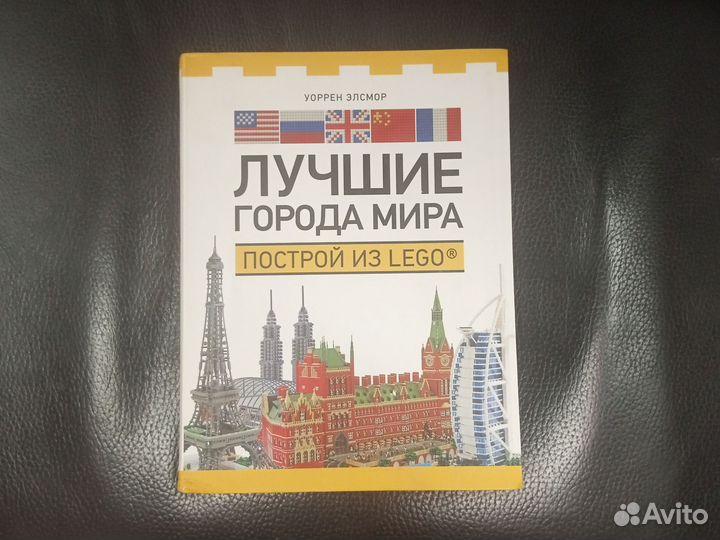 УОРРЕН ЭЛСМОР
ЛУЧШИЕ
ГОРОДА МИРА
ПОСТРОЙ ИЗ LEGO®
Avito